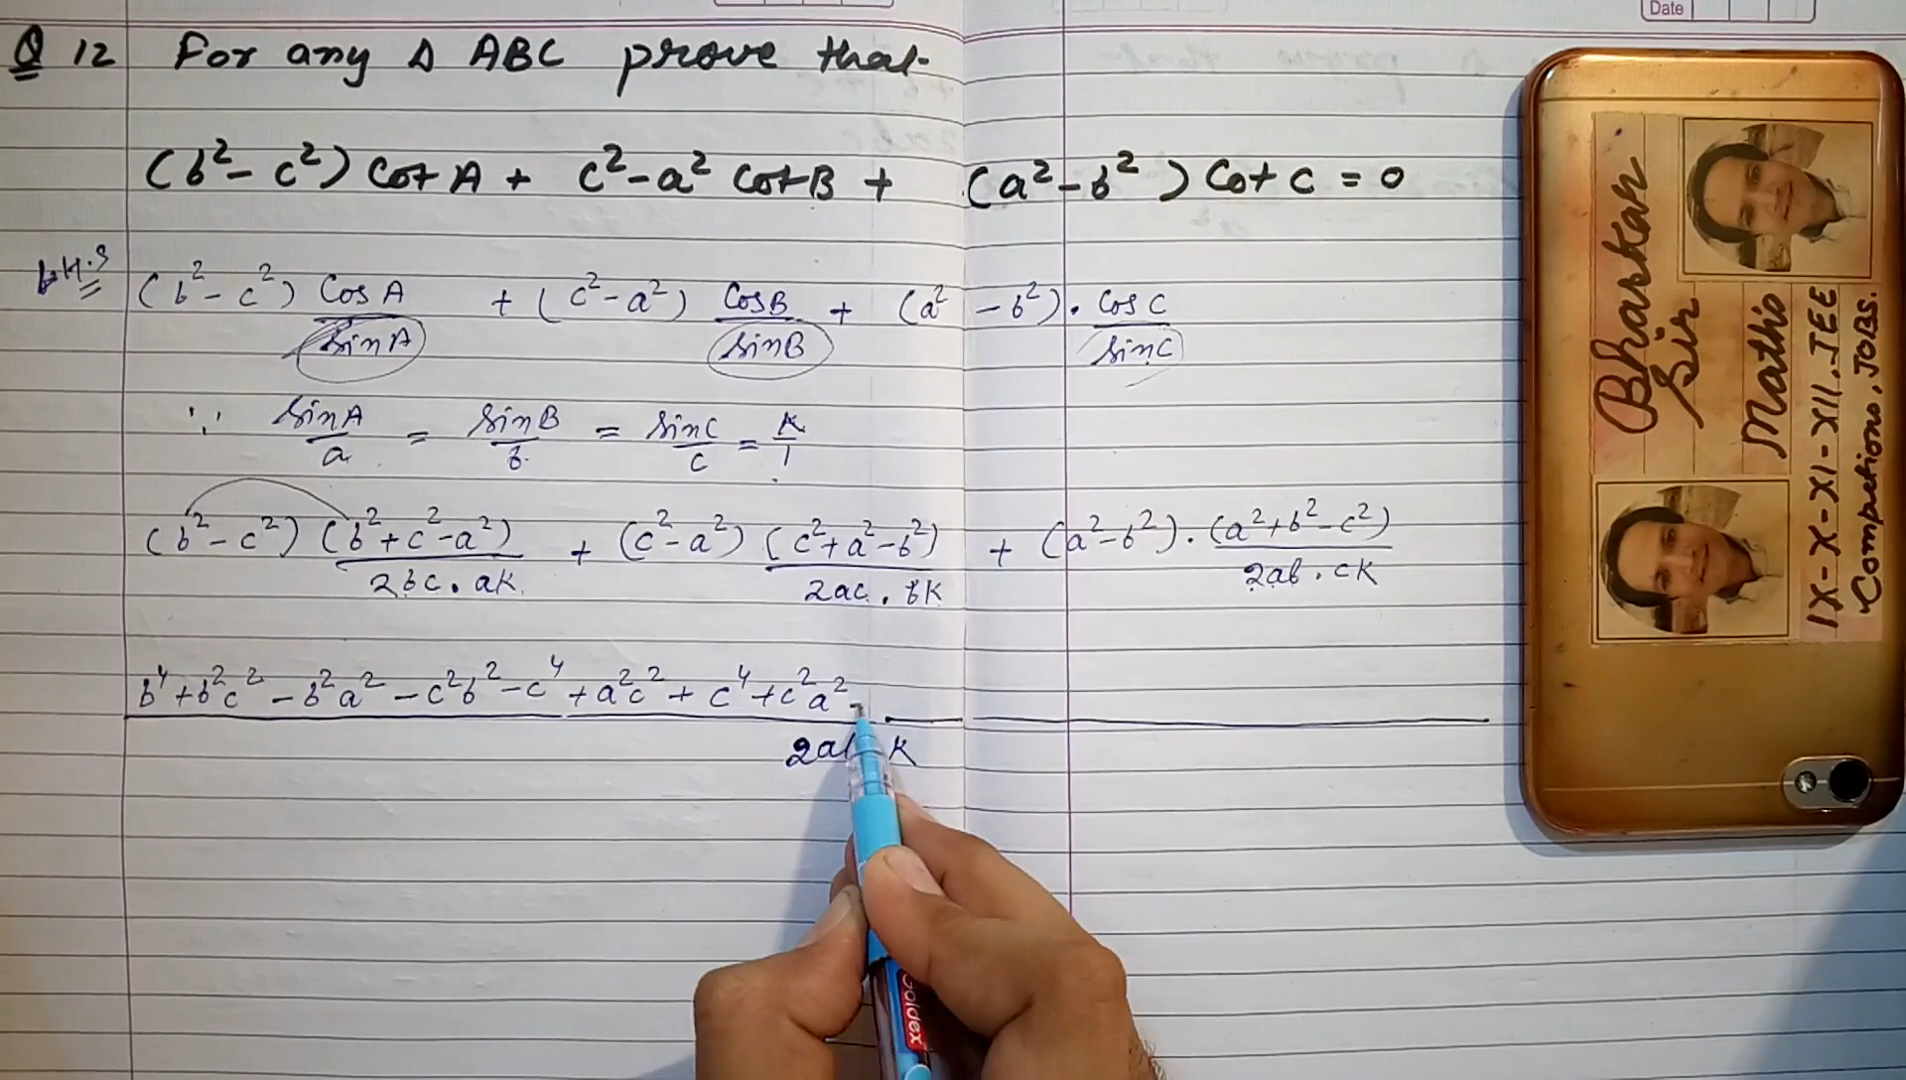 Date
Q 12 For any Δ ABC prove that
(b²-c²) Cot A + c²-a² Cot B + (a²-b²) Cot C = 0
L.H.S (b²-c²) Cos A / Sin A + (c²-a²) Cos B / Sin B + (a²-b²). Cos C / Sin C
∵ Sin A / a = Sin B / b = Sin C / c = K / 1
(b²-c²) (b²+c²-a²) / 2bc.aK + (c²-a²) (c²+a²-b²) / 2ac.bK + (a²-b²). (a²+b²-c²) / 2ab.cK
b⁴+b²c²-b²a²-c²b²-c⁴+a²c²+c⁴+c²a²-
2ab K
Bhaskar
Sir
Maths
IX-X-XI-XII.JEE
Compations, JOBS.
Goldex